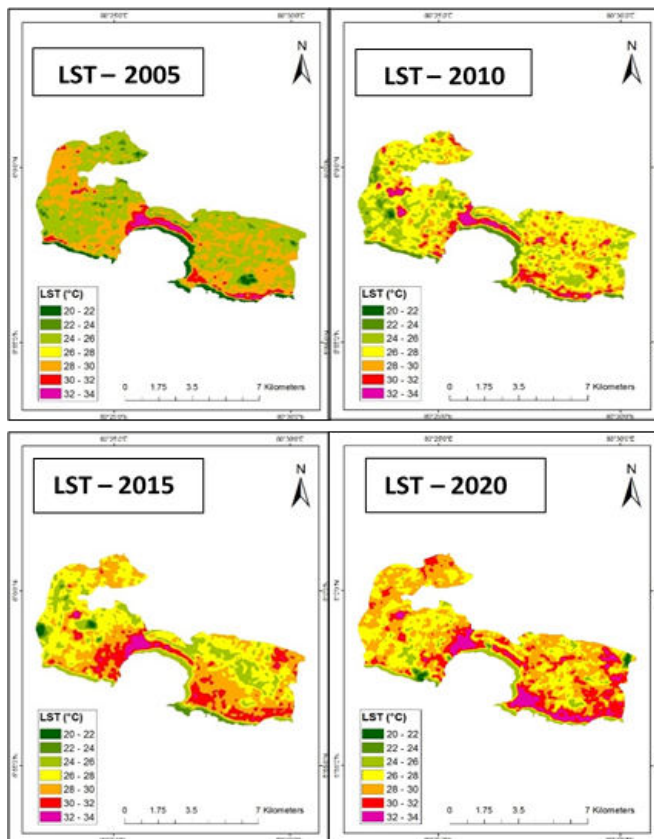 LST – 2005
N
LST (°C)
20 - 22
22 - 24
24 - 26
26 - 28
28 - 30
30 - 32
32 - 34
0 1.75 3.5 7 Kilometers
LST – 2010
N
LST (°C)
20 - 22
22 - 24
24 - 26
26 - 28
28 - 30
30 - 32
32 - 34
0 1.75 3.5 7 Kilometers
LST – 2015
N
LST (°C)
20 - 22
22 - 24
24 - 26
26 - 28
28 - 30
30 - 32
32 - 34
0 1.75 3.5 7 Kilometers
LST – 2020
N
LST (°C)
20 - 22
22 - 24
24 - 26
26 - 28
28 - 30
30 - 32
32 - 34
0 1.75 3.5 7 Kilometers